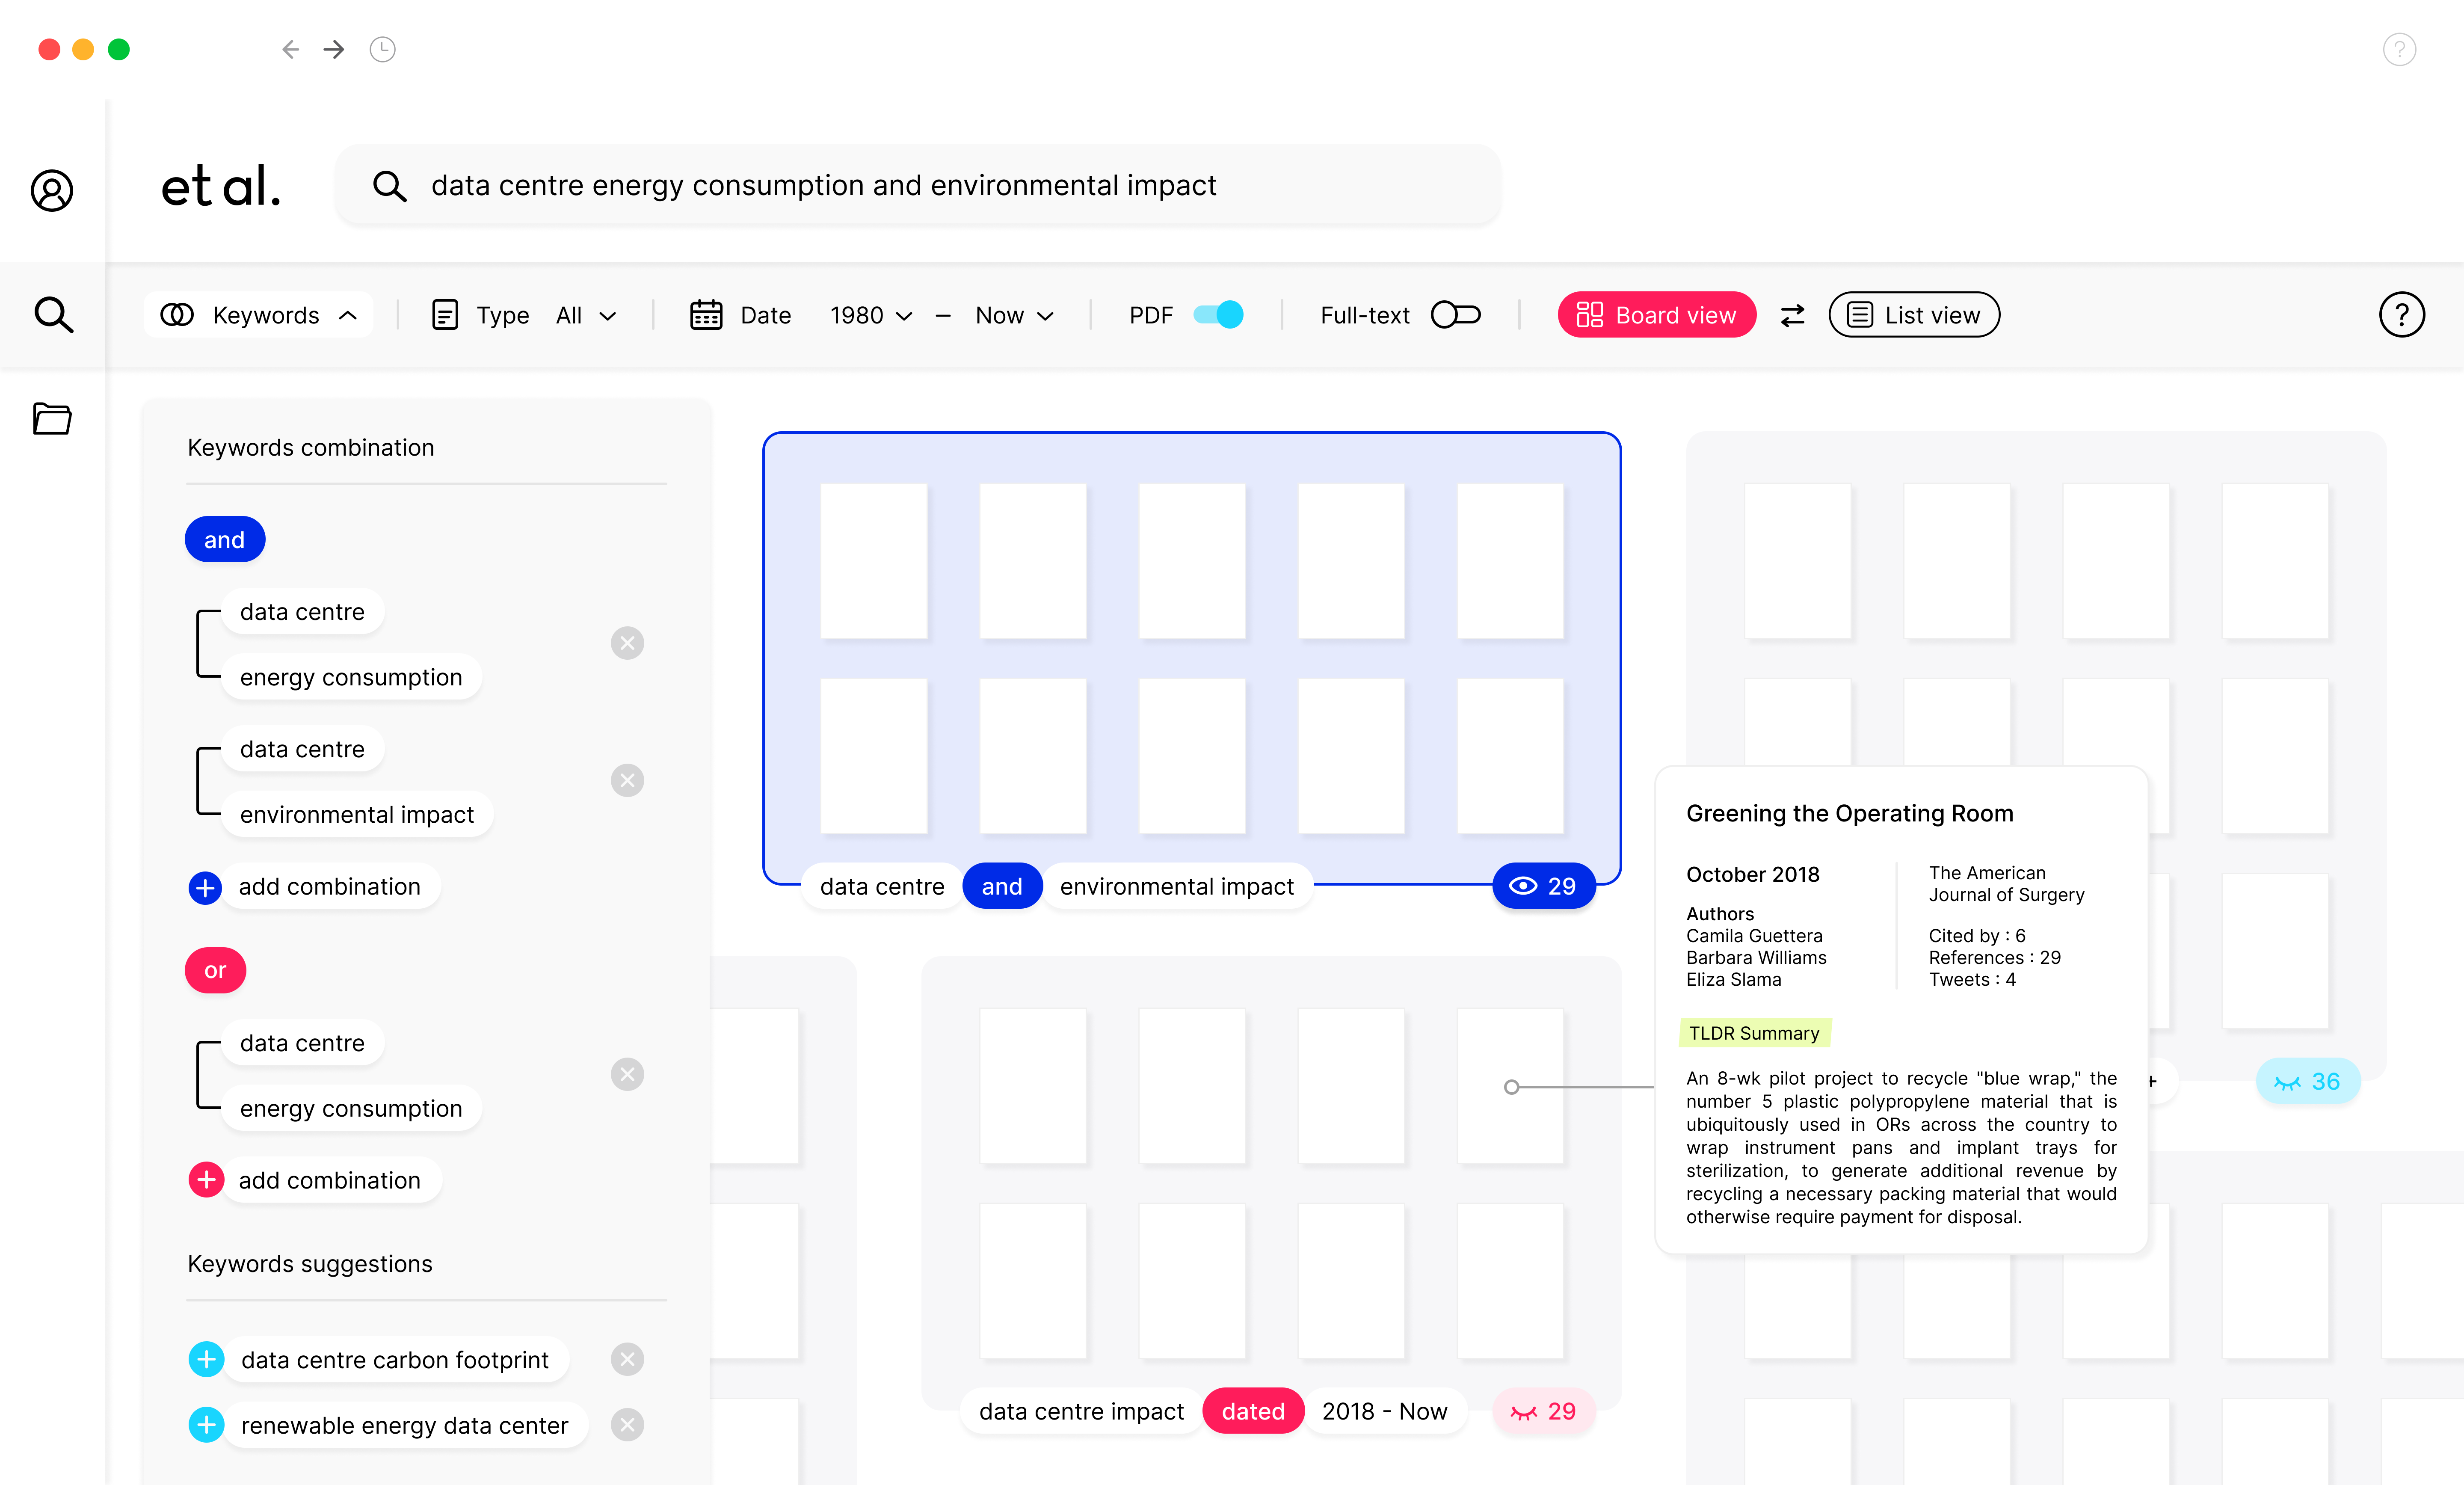 ?
et al.
data centre energy consumption and environmental impact
Keywords
Type All
Date 1980 – Now
PDF
Full-text
Board view
List view
?
Keywords combination
and
data centre
energy consumption
data centre
environmental impact
add combination
or
data centre
energy consumption
add combination
Keywords suggestions
data centre carbon footprint
renewable energy data center
data centre and environmental impact
29
Greening the Operating Room
October 2018
Authors
Camila Guettera
Barbara Williams
Eliza Slama
The American
Journal of Surgery
Cited by : 6
References : 29
Tweets : 4
TLDR Summary
An 8-wk pilot project to recycle "blue wrap," the
number 5 plastic polypropylene material that is
ubiquitously used in ORs across the country to
wrap instrument pans and implant trays for
sterilization, to generate additional revenue by
recycling a necessary packing material that would
otherwise require payment for disposal.
+
36
data centre impact dated 2018 - Now
29